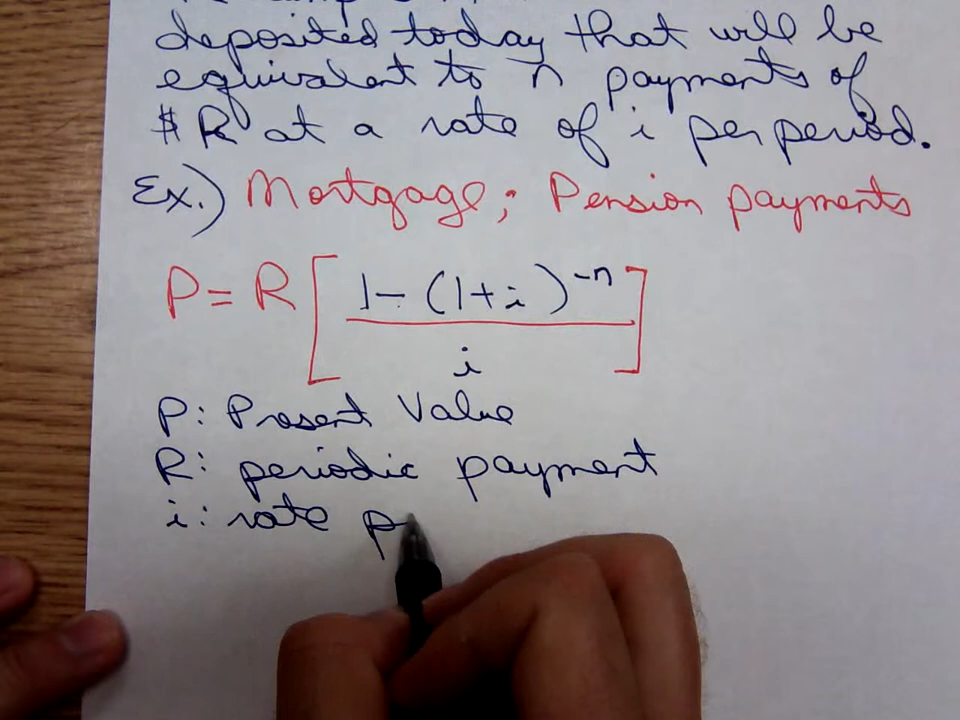 deposited today that will be
equivalent to n payments of
$R at a rate of i per period.
Ex.) Mortgage; Pension payments
P = R [ 1 - (1 + i)^-n / i ]
P: Present Value
R: periodic payment
i: rate p